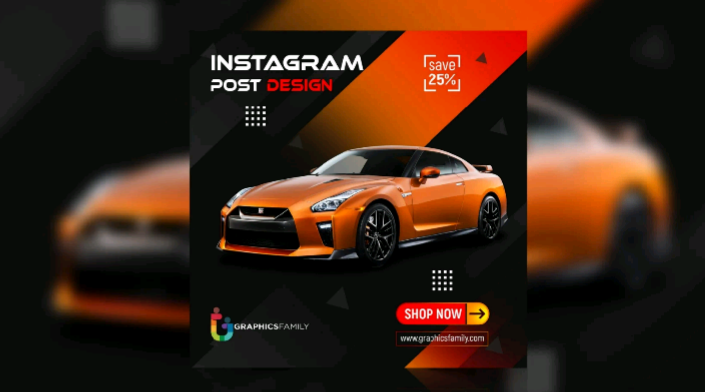 INSTAGRAM
POST DESIGN
save
25%
GRAPHICSFAMILY
SHOP NOW
www.graphicsfamily.com